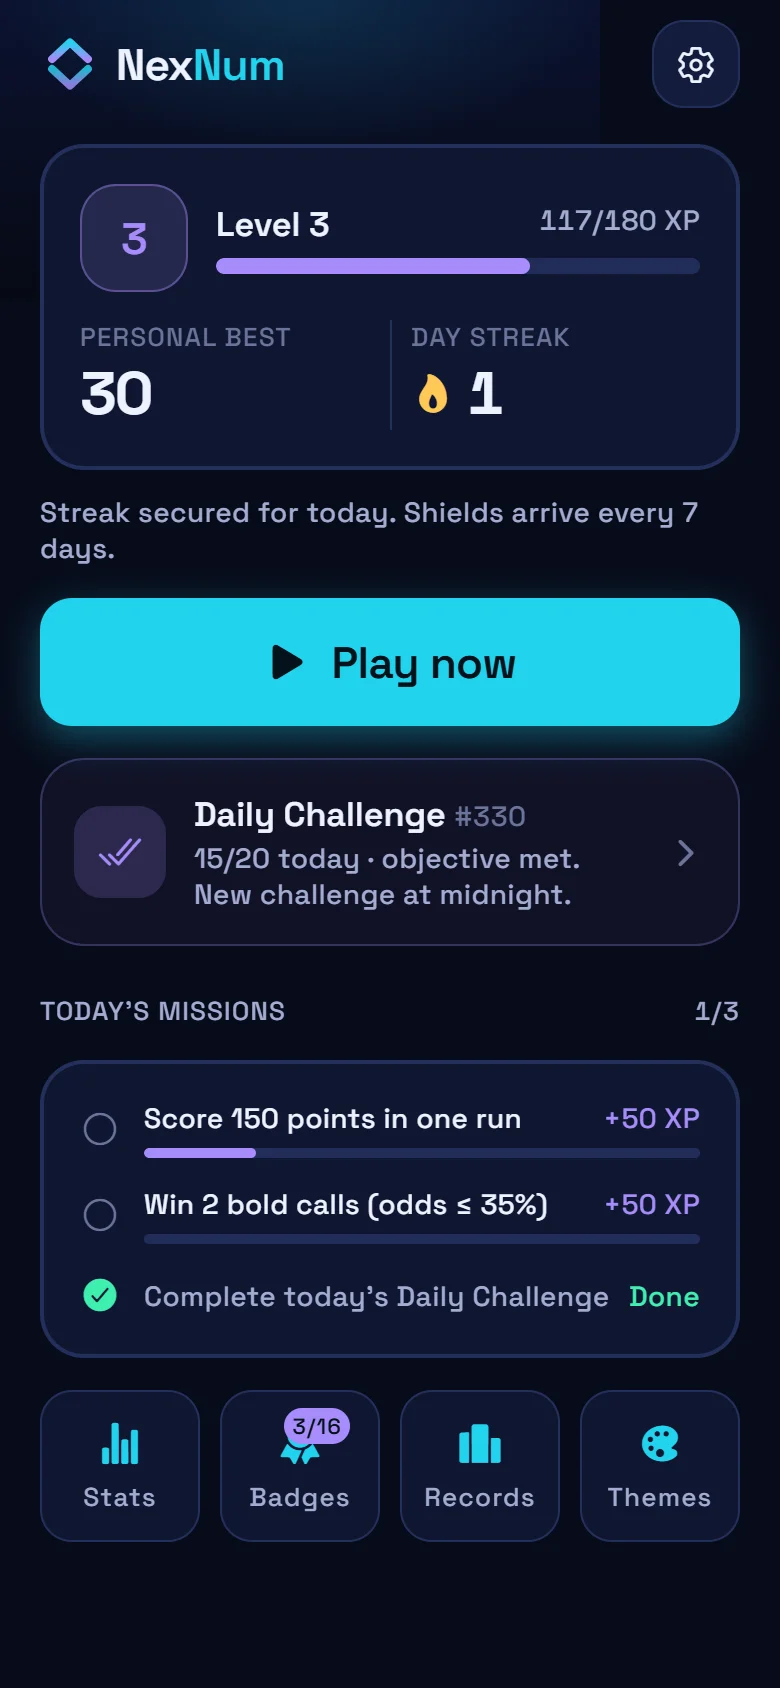 NexNum
3
Level 3
117/180 XP
PERSONAL BEST
DAY STREAK
30
1
Streak secured for today. Shields arrive every 7
days.
Play now
Daily Challenge #330
15/20 today · objective met.
New challenge at midnight.
TODAY’S MISSIONS
1/3
Score 150 points in one run
+50 XP
Win 2 bold calls (odds ≤ 35%)
+50 XP
Complete today’s Daily Challenge
Done
3/16
Stats
Badges
Records
Themes